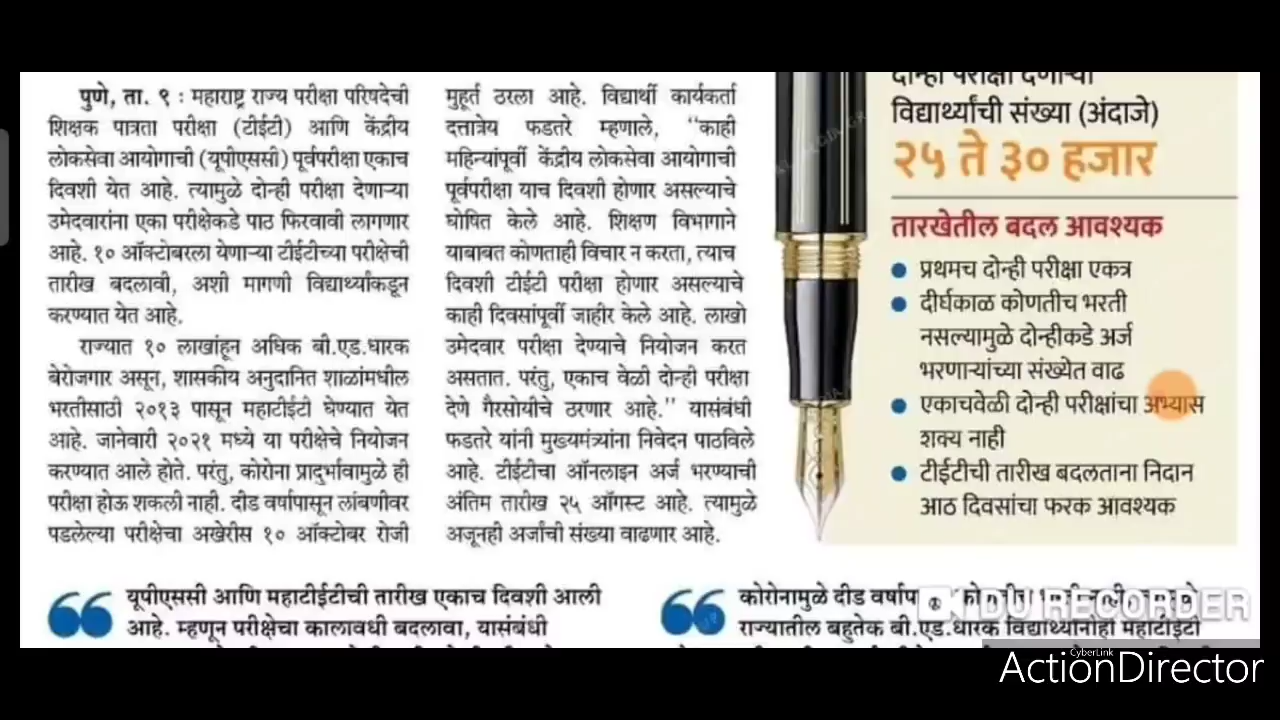 पुणे, ता. ९ : महाराष्ट्र राज्य परीक्षा परिषदेची
शिक्षक पात्रता परीक्षा (टीईटी) आणि केंद्रीय
लोकसेवा आयोगाची (यूपीएससी) पूर्वपरीक्षा एकाच
दिवशी येत आहे. त्यामुळे दोन्ही परीक्षा देणाऱ्या
उमेदवारांना एका परीक्षेकडे पाठ फिरवावी लागणार
आहे. १० ऑक्टोबरला येणाऱ्या टीईटीच्या परीक्षेची
तारीख बदलावी, अशी मागणी विद्यार्थ्यांकडून
करण्यात येत आहे.
राज्यात १० लाखांहून अधिक बी.एड.धारक
बेरोजगार असून, शासकीय अनुदानित शाळांमधील
भरतीसाठी २०१३ पासून महाटीईटी घेण्यात येत
आहे. जानेवारी २०२१ मध्ये या परीक्षेचे नियोजन
करण्यात आले होते. परंतु, कोरोना प्रादुर्भावामुळे ही
परीक्षा होऊ शकली नाही. दीड वर्षापासून लांबणीवर
पडलेल्या परीक्षेचा अखेरीस १० ऑक्टोबर रोजी
मुहूर्त ठरला आहे. विद्यार्थी कार्यकर्ता
दत्तात्रेय फडतरे म्हणाले, ‘‘काही
महिन्यांपूर्वी केंद्रीय लोकसेवा आयोगाची
पूर्वपरीक्षा याच दिवशी होणार असल्याचे
घोषित केले आहे. शिक्षण विभागाने
याबाबत कोणताही विचार न करता, त्याच
दिवशी टीईटी परीक्षा होणार असल्याचे
काही दिवसांपूर्वी जाहीर केले आहे. लाखो
उमेदवार परीक्षा देण्याचे नियोजन करत
असतात. परंतु, एकाच वेळी दोन्ही परीक्षा
देणे गैरसोयीचे ठरणार आहे.’’ यासंबंधी
फडतरे यांनी मुख्यमंत्र्यांना निवेदन पाठविले
आहे. टीईटीचा ऑनलाइन अर्ज भरण्याची
अंतिम तारीख २५ ऑगस्ट आहे. त्यामुळे
अजूनही अर्जांची संख्या वाढणार आहे.
दोन्ही परीक्षा देणाऱ्या
विद्यार्थ्यांची संख्या (अंदाजे)
२५ ते ३० हजार
तारखेतील बदल आवश्यक
प्रथमच दोन्ही परीक्षा एकत्र
दीर्घकाळ कोणतीच भरती
नसल्यामुळे दोन्हीकडे अर्ज
भरणाऱ्यांच्या संख्येत वाढ
एकाचवेळी दोन्ही परीक्षांचा अभ्यास
शक्य नाही
टीईटीची तारीख बदलताना निदान
आठ दिवसांचा फरक आवश्यक
यूपीएससी आणि महाटीईटीची तारीख एकाच दिवशी आली
आहे. म्हणून परीक्षेचा कालावधी बदलावा, यासंबंधी
कोरोनामुळे दीड
राज्यातील बहुतेक बी.एड.धारक विद्यार्थ्यांनीही महाटीईटी
DU RECORDER
CyberLink
ActionDirector